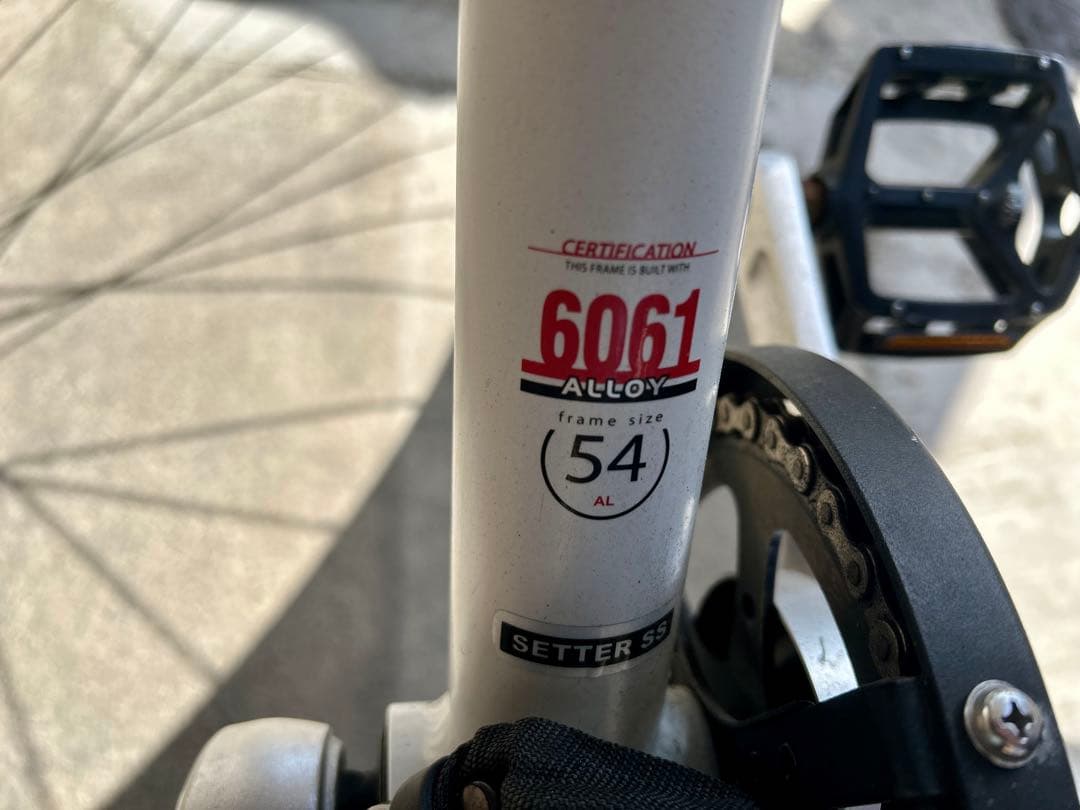 CERTIFICATION
THIS FRAME IS BUILT WITH
6061
ALLOY
frame size
54
AL
SETTER SS